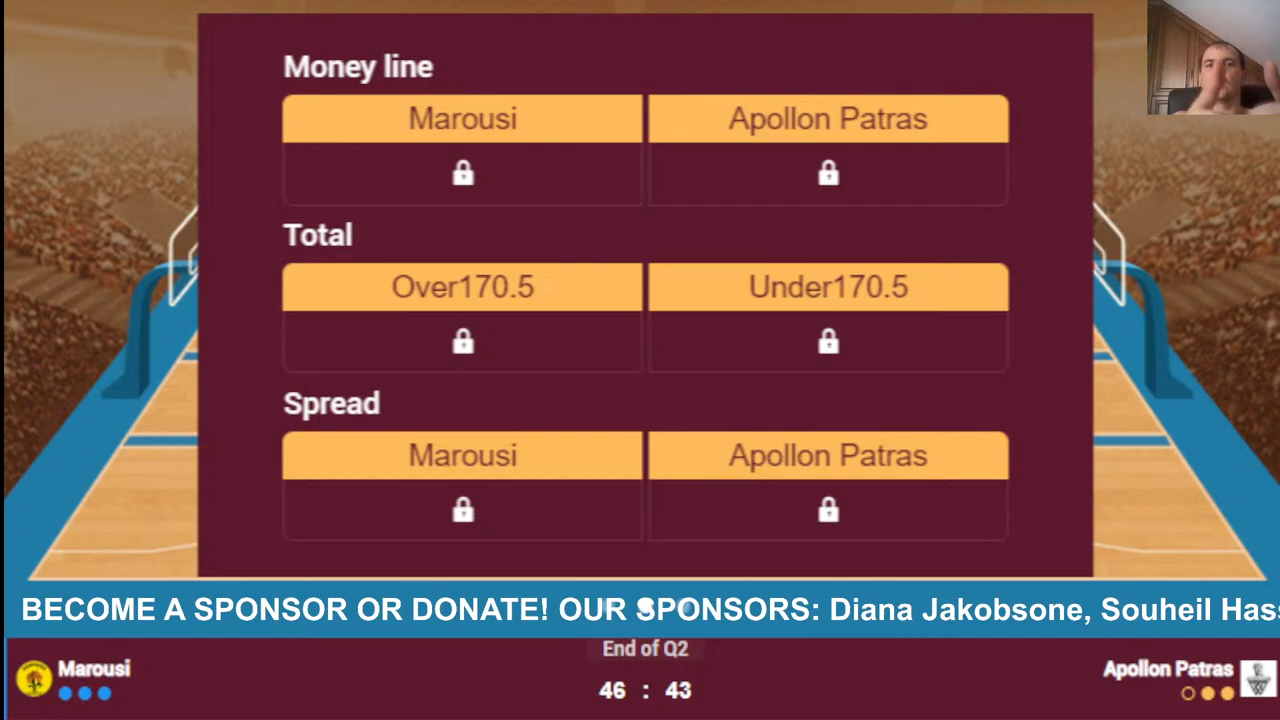 Money line
Marousi
Apollon Patras
Total
Over170.5
Under170.5
Spread
Marousi
Apollon Patras
BECOME A SPONSOR OR DONATE! OUR SPONSORS: Diana Jakobsone, Souheil Hass
End of Q2
Marousi
46 : 43
Apollon Patras